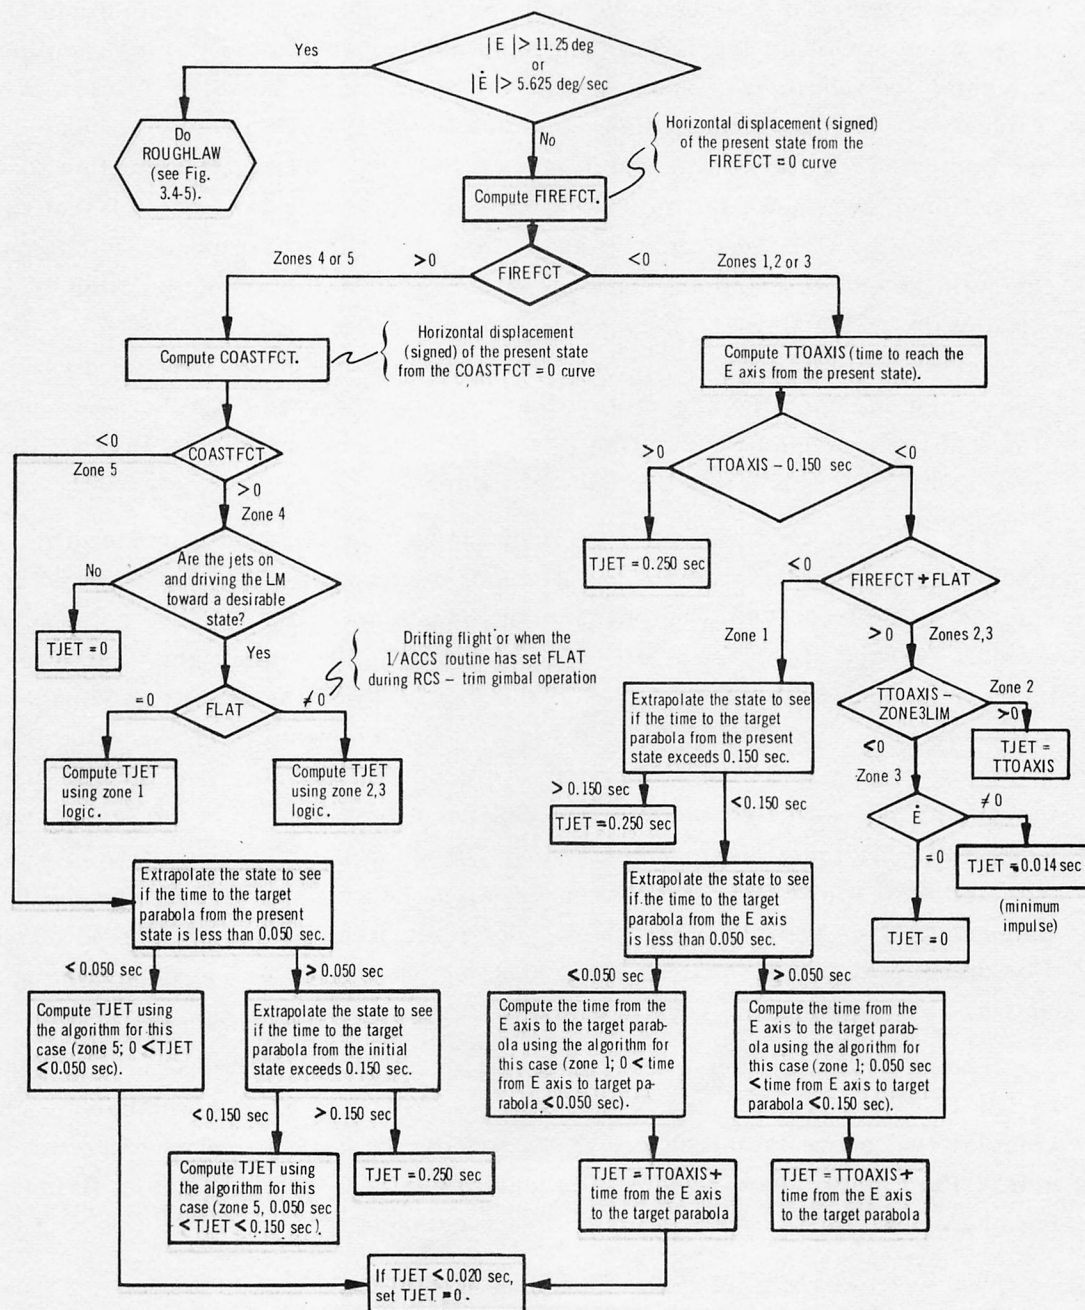 | E | > 11.25 deg
or
| Ė | > 5.625 deg/sec
Yes
No
Do
ROUGHLAW
(see Fig.
3.4-5).
Horizontal displacement (signed)
of the present state from the
FIREFCT = 0 curve
Compute FIREFCT.
Zones 4 or 5
>0
FIREFCT
<0
Zones 1,2 or 3
Compute COASTFCT.
Horizontal displacement
(signed) of the present state
from the COASTFCT = 0 curve
Compute TTOAXIS (time to reach the
E axis from the present state).
<0
Zone 5
COASTFCT
>0
Zone 4
>0
TTOAXIS – 0.150 sec
<0
TJET = 0.250 sec
Are the jets on
and driving the LM
toward a desirable
state?
No
TJET = 0
Yes
Drifting flight or when the
1/ACCS routine has set FLAT
during RCS – trim gimbal operation
=0
FLAT
≠0
Compute TJET
using zone 1
logic.
Compute TJET
using zone 2,3
logic.
<0
FIREFCT + FLAT
Zone 1
>0
Zones 2,3
Extrapolate the state to see
if the time to the target
parabola from the present
state exceeds 0.150 sec.
TTOAXIS –
ZONE3LIM
Zone 2
>0
TJET =
TTOAXIS
<0
Zone 3
> 0.150 sec
TJET = 0.250 sec
<0.150 sec
Ė
≠0
=0
TJET = 0.014 sec
(minimum
impulse)
TJET = 0
Extrapolate the state to see
if the time to the target
parabola from the present
state is less than 0.050 sec.
Extrapolate the state to see
if the time to the target
parabola from the E axis
is less than 0.050 sec.
<0.050 sec
>0.050 sec
<0.050 sec
>0.050 sec
Compute TJET using
the algorithm for this
case (zone 5; 0 <TJET
<0.050 sec).
Extrapolate the state to see
if the time to the target
parabola from the initial
state exceeds 0.150 sec.
Compute the time from the
E axis to the target parab-
ola using the algorithm for
this case (zone 1; 0 < time
from E axis to target pa-
rabola <0.050 sec).
Compute the time from the
E axis to the target parab-
ola using the algorithm for
this case (zone 1; 0.050 sec
<time from E axis to target
parabola <0.150 sec).
<0.150 sec
>0.150 sec
Compute TJET using
the algorithm for this
case (zone 5, 0.050 sec
<TJET<0.150 sec).
TJET = 0.250 sec
TJET = TTOAXIS +
time from the E axis
to the target parabola
TJET = TTOAXIS +
time from the E axis
to the target parabola
If TJET <0.020 sec,
set TJET = 0.